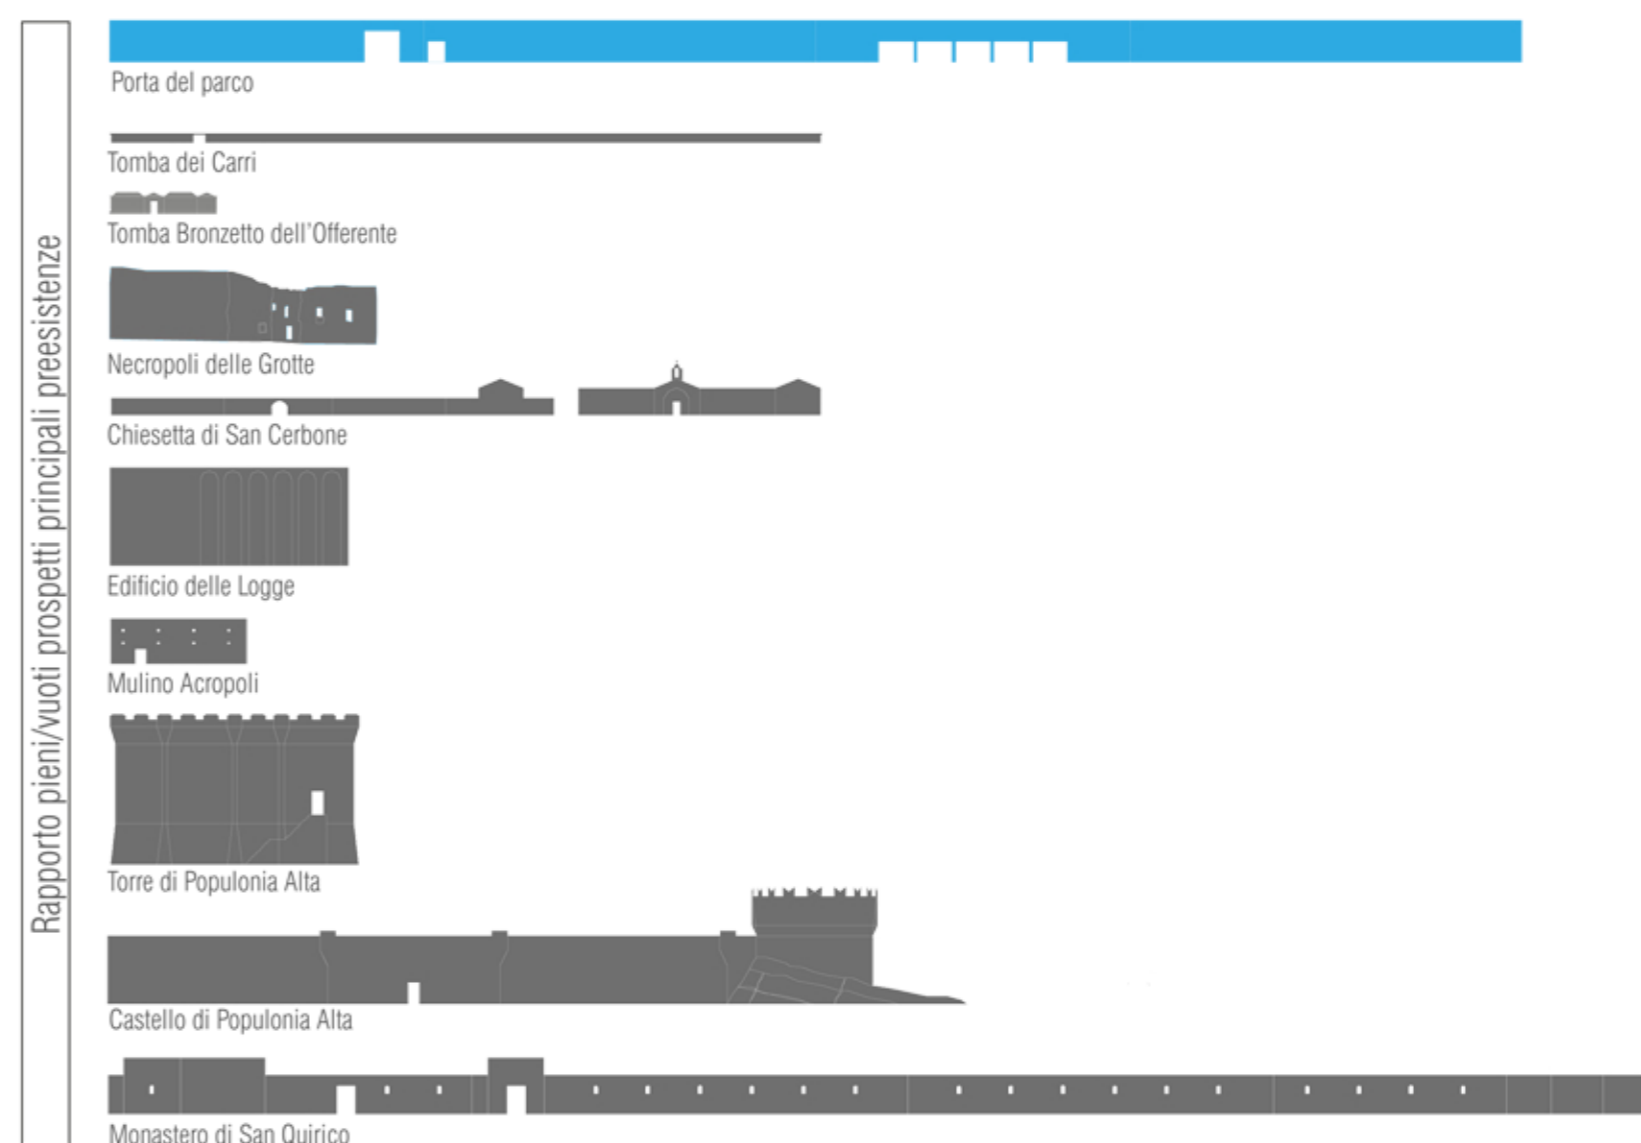 Rapporto pieni/vuoti prospetti principali preesistenze
Porta del parco
Tomba dei Carri
Tomba Bronzetto dell'Offerente
Necropoli delle Grotte
Chiesetta di San Cerbone
Edificio delle Logge
Mulino Acropoli
Torre di Populonia Alta
Castello di Populonia Alta
Monastero di San Quirico